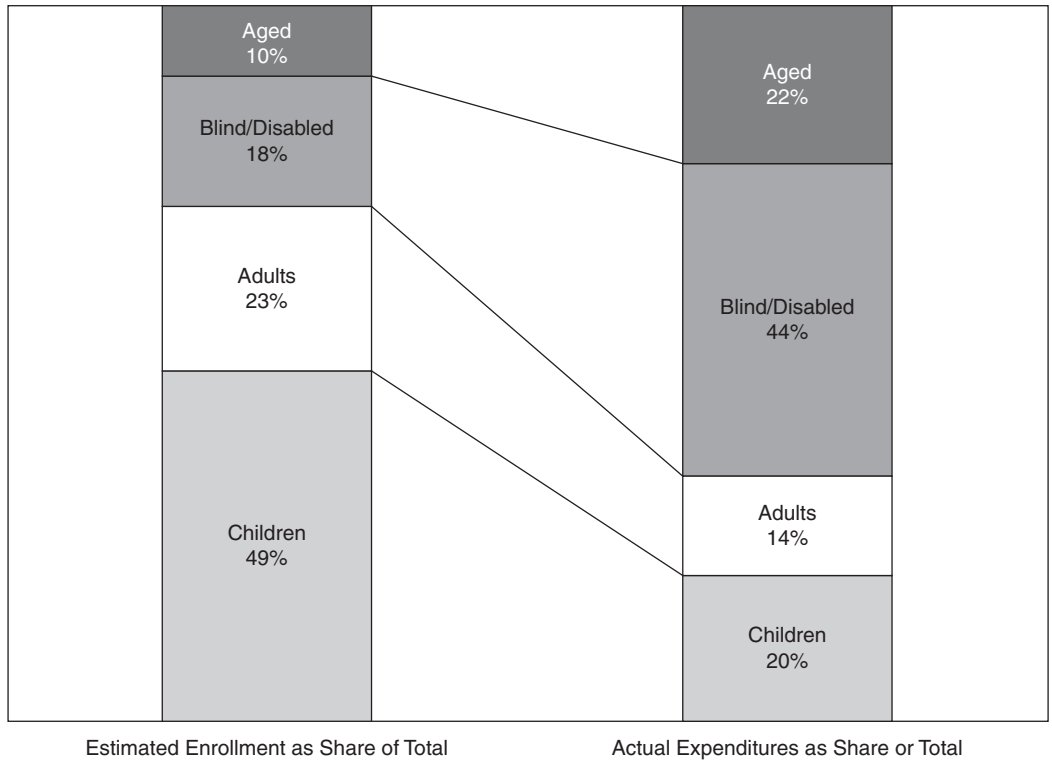 Aged
10%
Blind/Disabled
18%
Adults
23%
Children
49%
Aged
22%
Blind/Disabled
44%
Adults
14%
Children
20%
Estimated Enrollment as Share of Total
Actual Expenditures as Share or Total